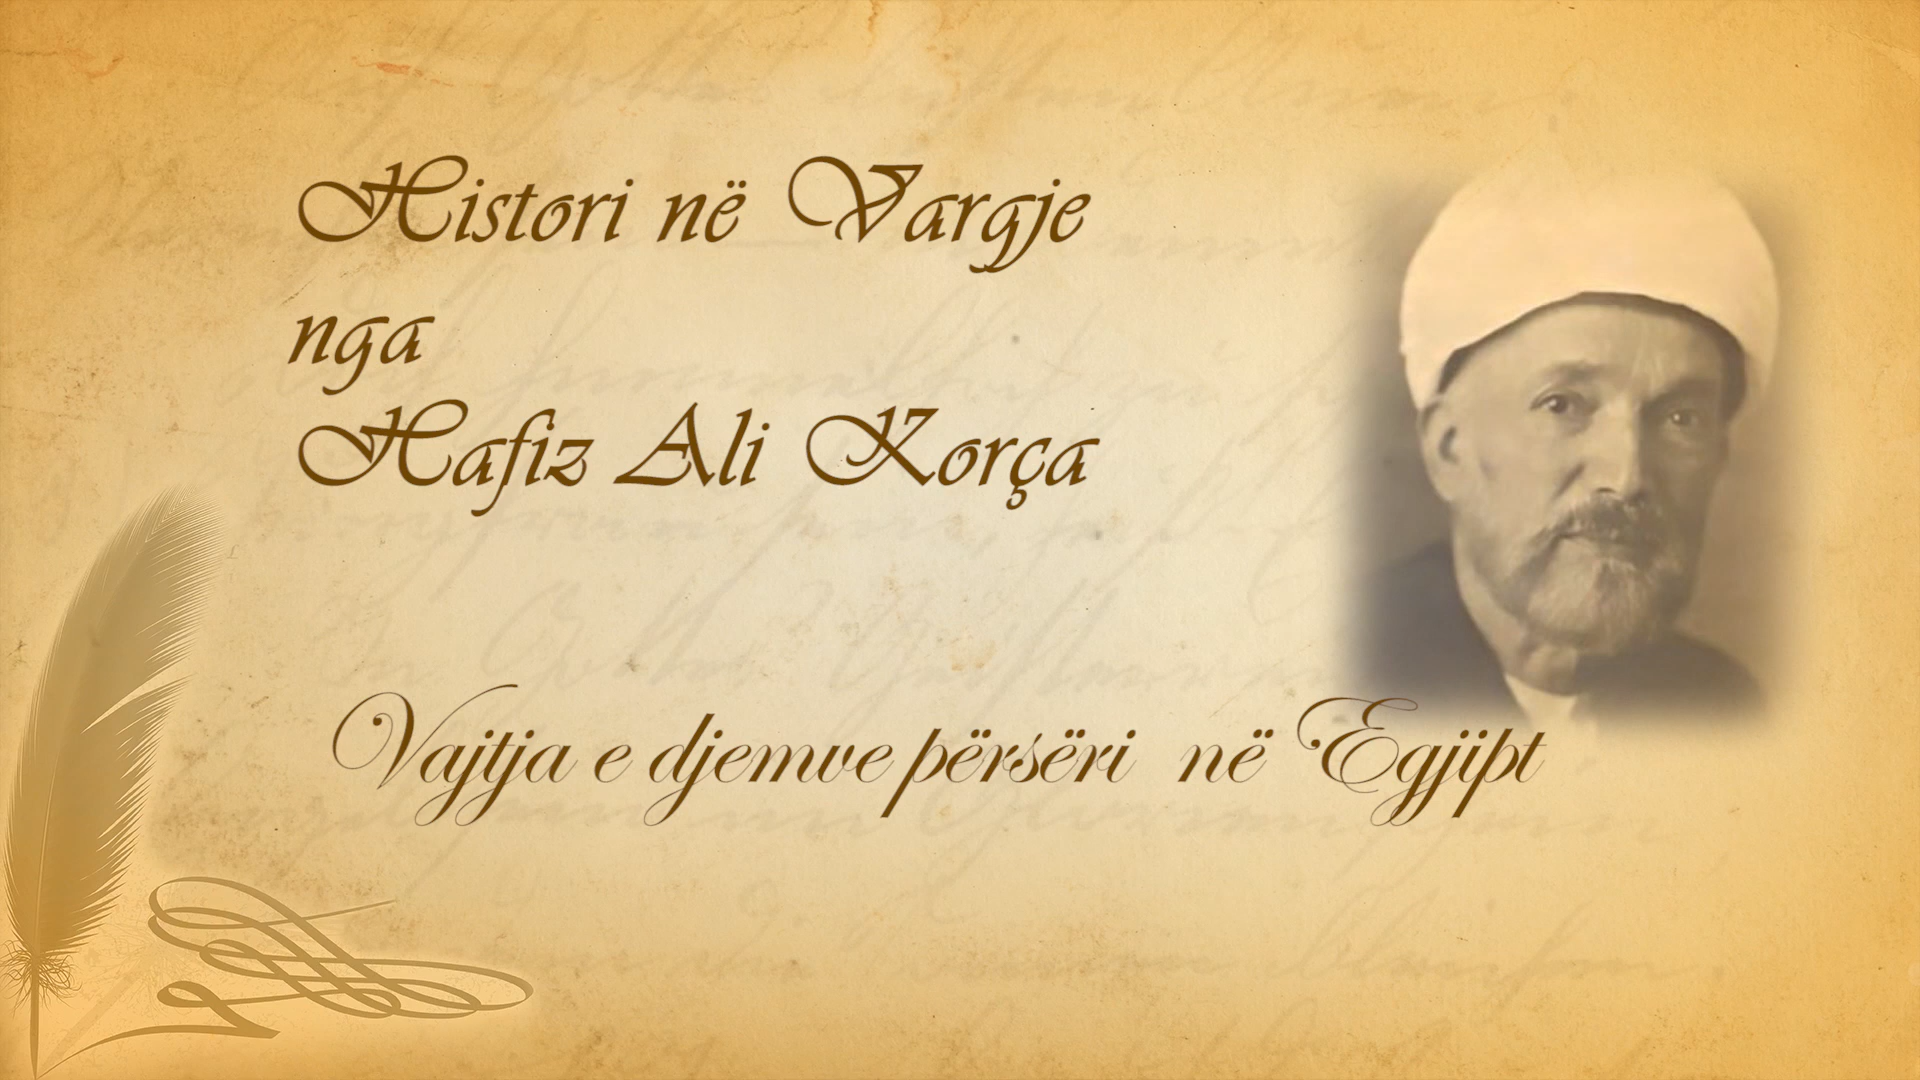 Histori në Vargje
nga
Hafiz Ali Korça
Vajtja e djemve përsëri në Egjipt